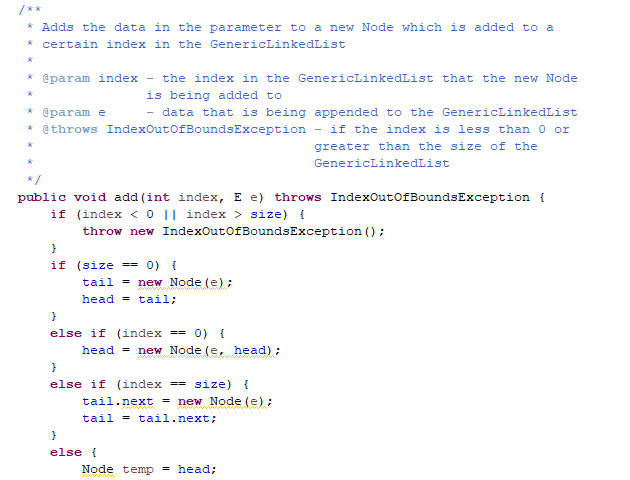 /**
 * Adds the data in the parameter to a new Node which is added to a
 * certain index in the GenericLinkedList
 *
 * @param index - the index in the GenericLinkedList that the new Node
 *              is being added to
 * @param e     - data that is being appended to the GenericLinkedList
 * @throws IndexOutOfBoundsException - if the index is less than 0 or
 *                                     greater than the size of the
 *                                     GenericLinkedList
 */
public void add(int index, E e) throws IndexOutOfBoundsException {
    if (index < 0 || index > size) {
        throw new IndexOutOfBoundsException();
    }
    if (size == 0) {
        tail = new Node(e);
        head = tail;
    }
    else if (index == 0) {
        head = new Node(e, head);
    }
    else if (index == size) {
        tail.next = new Node(e);
        tail = tail.next;
    }
    else {
        Node temp = head;